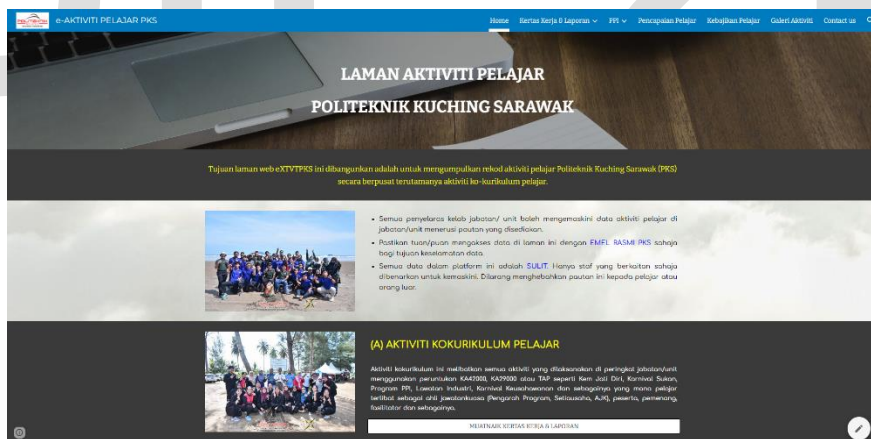 e-AKTIVITI PELAJAR PKS
Home Kertas Kerja & Laporan PPI Pencapaian Pelajar Kebajikan Pelajar Galeri Aktiviti Contact us
LAMAN AKTIVITI PELAJAR
POLITEKNIK KUCHING SARAWAK
Tujuan laman web eXTVTPKS ini dibangunkan adalah untuk mengumpulkan rekod aktiviti pelajar Politeknik Kuching Sarawak (PKS)
secara berpusat terutamanya aktiviti ko-kurikulum pelajar.
• Semua penyelaras kelab jabatan/ unit boleh mengemaskini data aktiviti pelajar di
jabatan/unit menerusi pautan yang disediakan.
• Pastikan tuan/puan mengakses data di laman ini dengan EMEL RASMI PKS sahaja
bagi tujuan keselamatan data.
• Semua data dalam platform ini adalah SULIT. Hanya staf yang berkaitan sahaja
dibenarkan untuk kemaskini. Dilarang menghebahkan pautan ini kepada pelajar atau
orang luar.
(A) AKTIVITI KOKURIKULUM PELAJAR
Aktiviti kokurikulum ini melibatkan semua aktiviti yang dilaksanakan di peringkat jabatan/unit
menggunakan peruntukan KA42000, KA29000 atau TAP seperti Kem Jati Diri, Karnival Sukan,
Program PPI, Lawatan Industri, Karnival Keusahawanan dan sebagainya yang mana pelajar
terlibat sebagai ahli jawatankuasa (Pengarah Program, Setiausaha, AJK), peserta, pemenang,
fasilitator dan sebagainya.
MUATNAIK KERTAS KERJA & LAPORAN